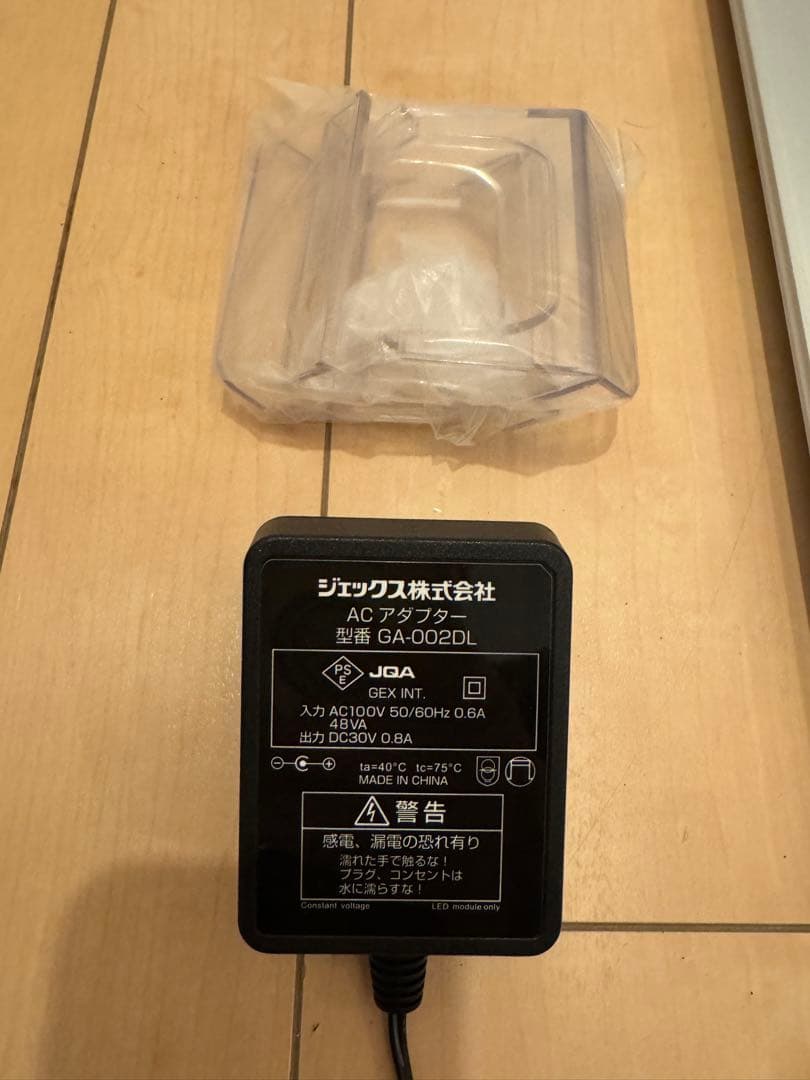 ジェックス株式会社
AC アダプター
型番 GA-002DL
PS
E
JQA
GEX INT.
入力 AC100V 50/60Hz 0.6A
48VA
出力 DC30V 0.8A
ta=40°C tc=75°C
MADE IN CHINA
警告
感電、漏電の恐れ有り
濡れた手で触るな!
プラグ、コンセントは
水に濡らすな!
Constant voltage LED module only